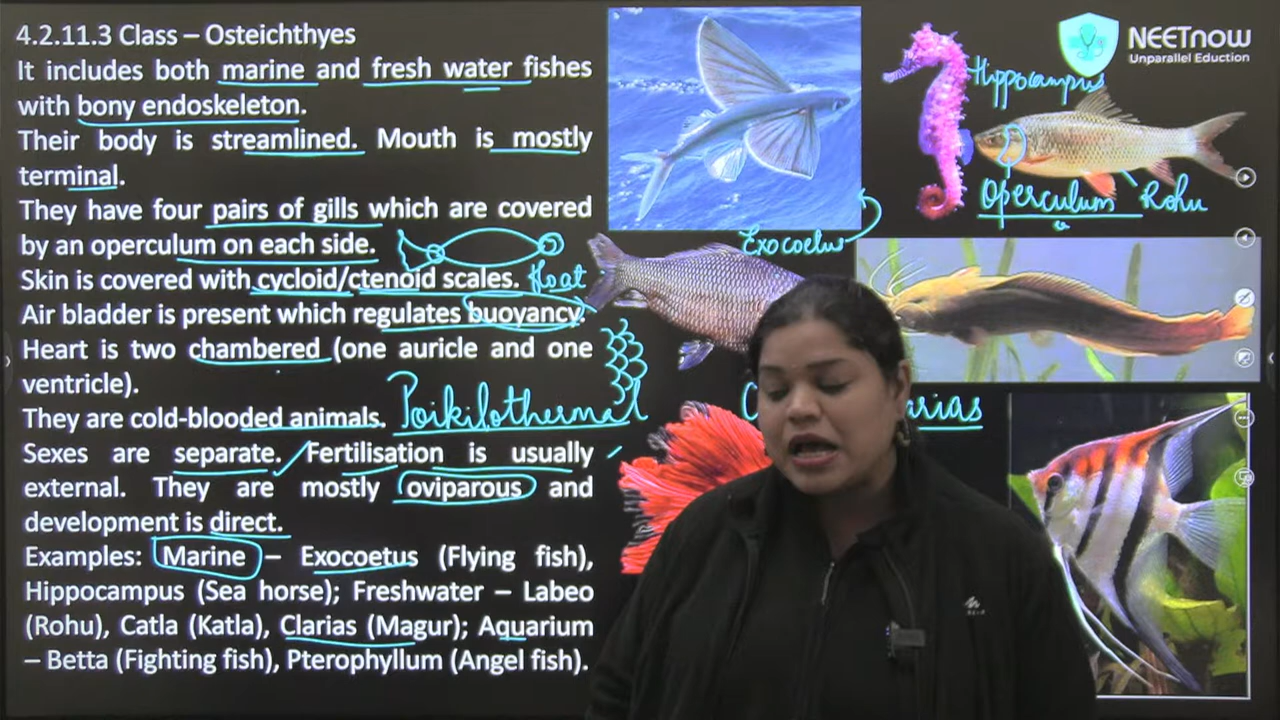 4.2.11.3 Class – Osteichthyes
It includes both marine and fresh water fishes
with bony endoskeleton.
Their body is streamlined. Mouth is mostly
terminal.
They have four pairs of gills which are covered
by an operculum on each side.
Skin is covered with cycloid/ctenoid scales. float
Air bladder is present which regulates buoyancy.
Heart is two chambered (one auricle and one
ventricle).
They are cold-blooded animals. Poikilothermal
Sexes are separate. Fertilisation is usually
external. They are mostly oviparous and
development is direct.
Examples: Marine – Exocoetus (Flying fish),
Hippocampus (Sea horse); Freshwater – Labeo
(Rohu), Catla (Katla), Clarias (Magur); Aquarium
– Betta (Fighting fish), Pterophyllum (Angel fish).
NEETnow
Unparallel Eduction
Hippocampus
Operculum Rohu
Exocoetus